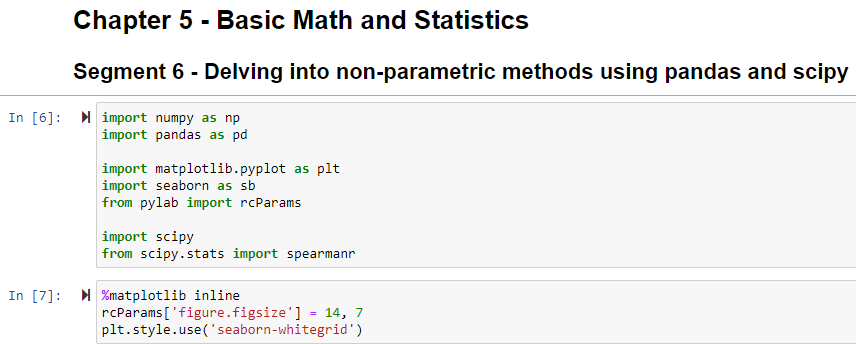 Chapter 5 - Basic Math and Statistics
Segment 6 - Delving into non-parametric methods using pandas and scipy
In [6]:
import numpy as np
import pandas as pd
import matplotlib.pyplot as plt
import seaborn as sb
from pylab import rcParams
import scipy
from scipy.stats import spearmanr
In [7]:
%matplotlib inline
rcParams['figure.figsize'] = 14, 7
plt.style.use('seaborn-whitegrid')